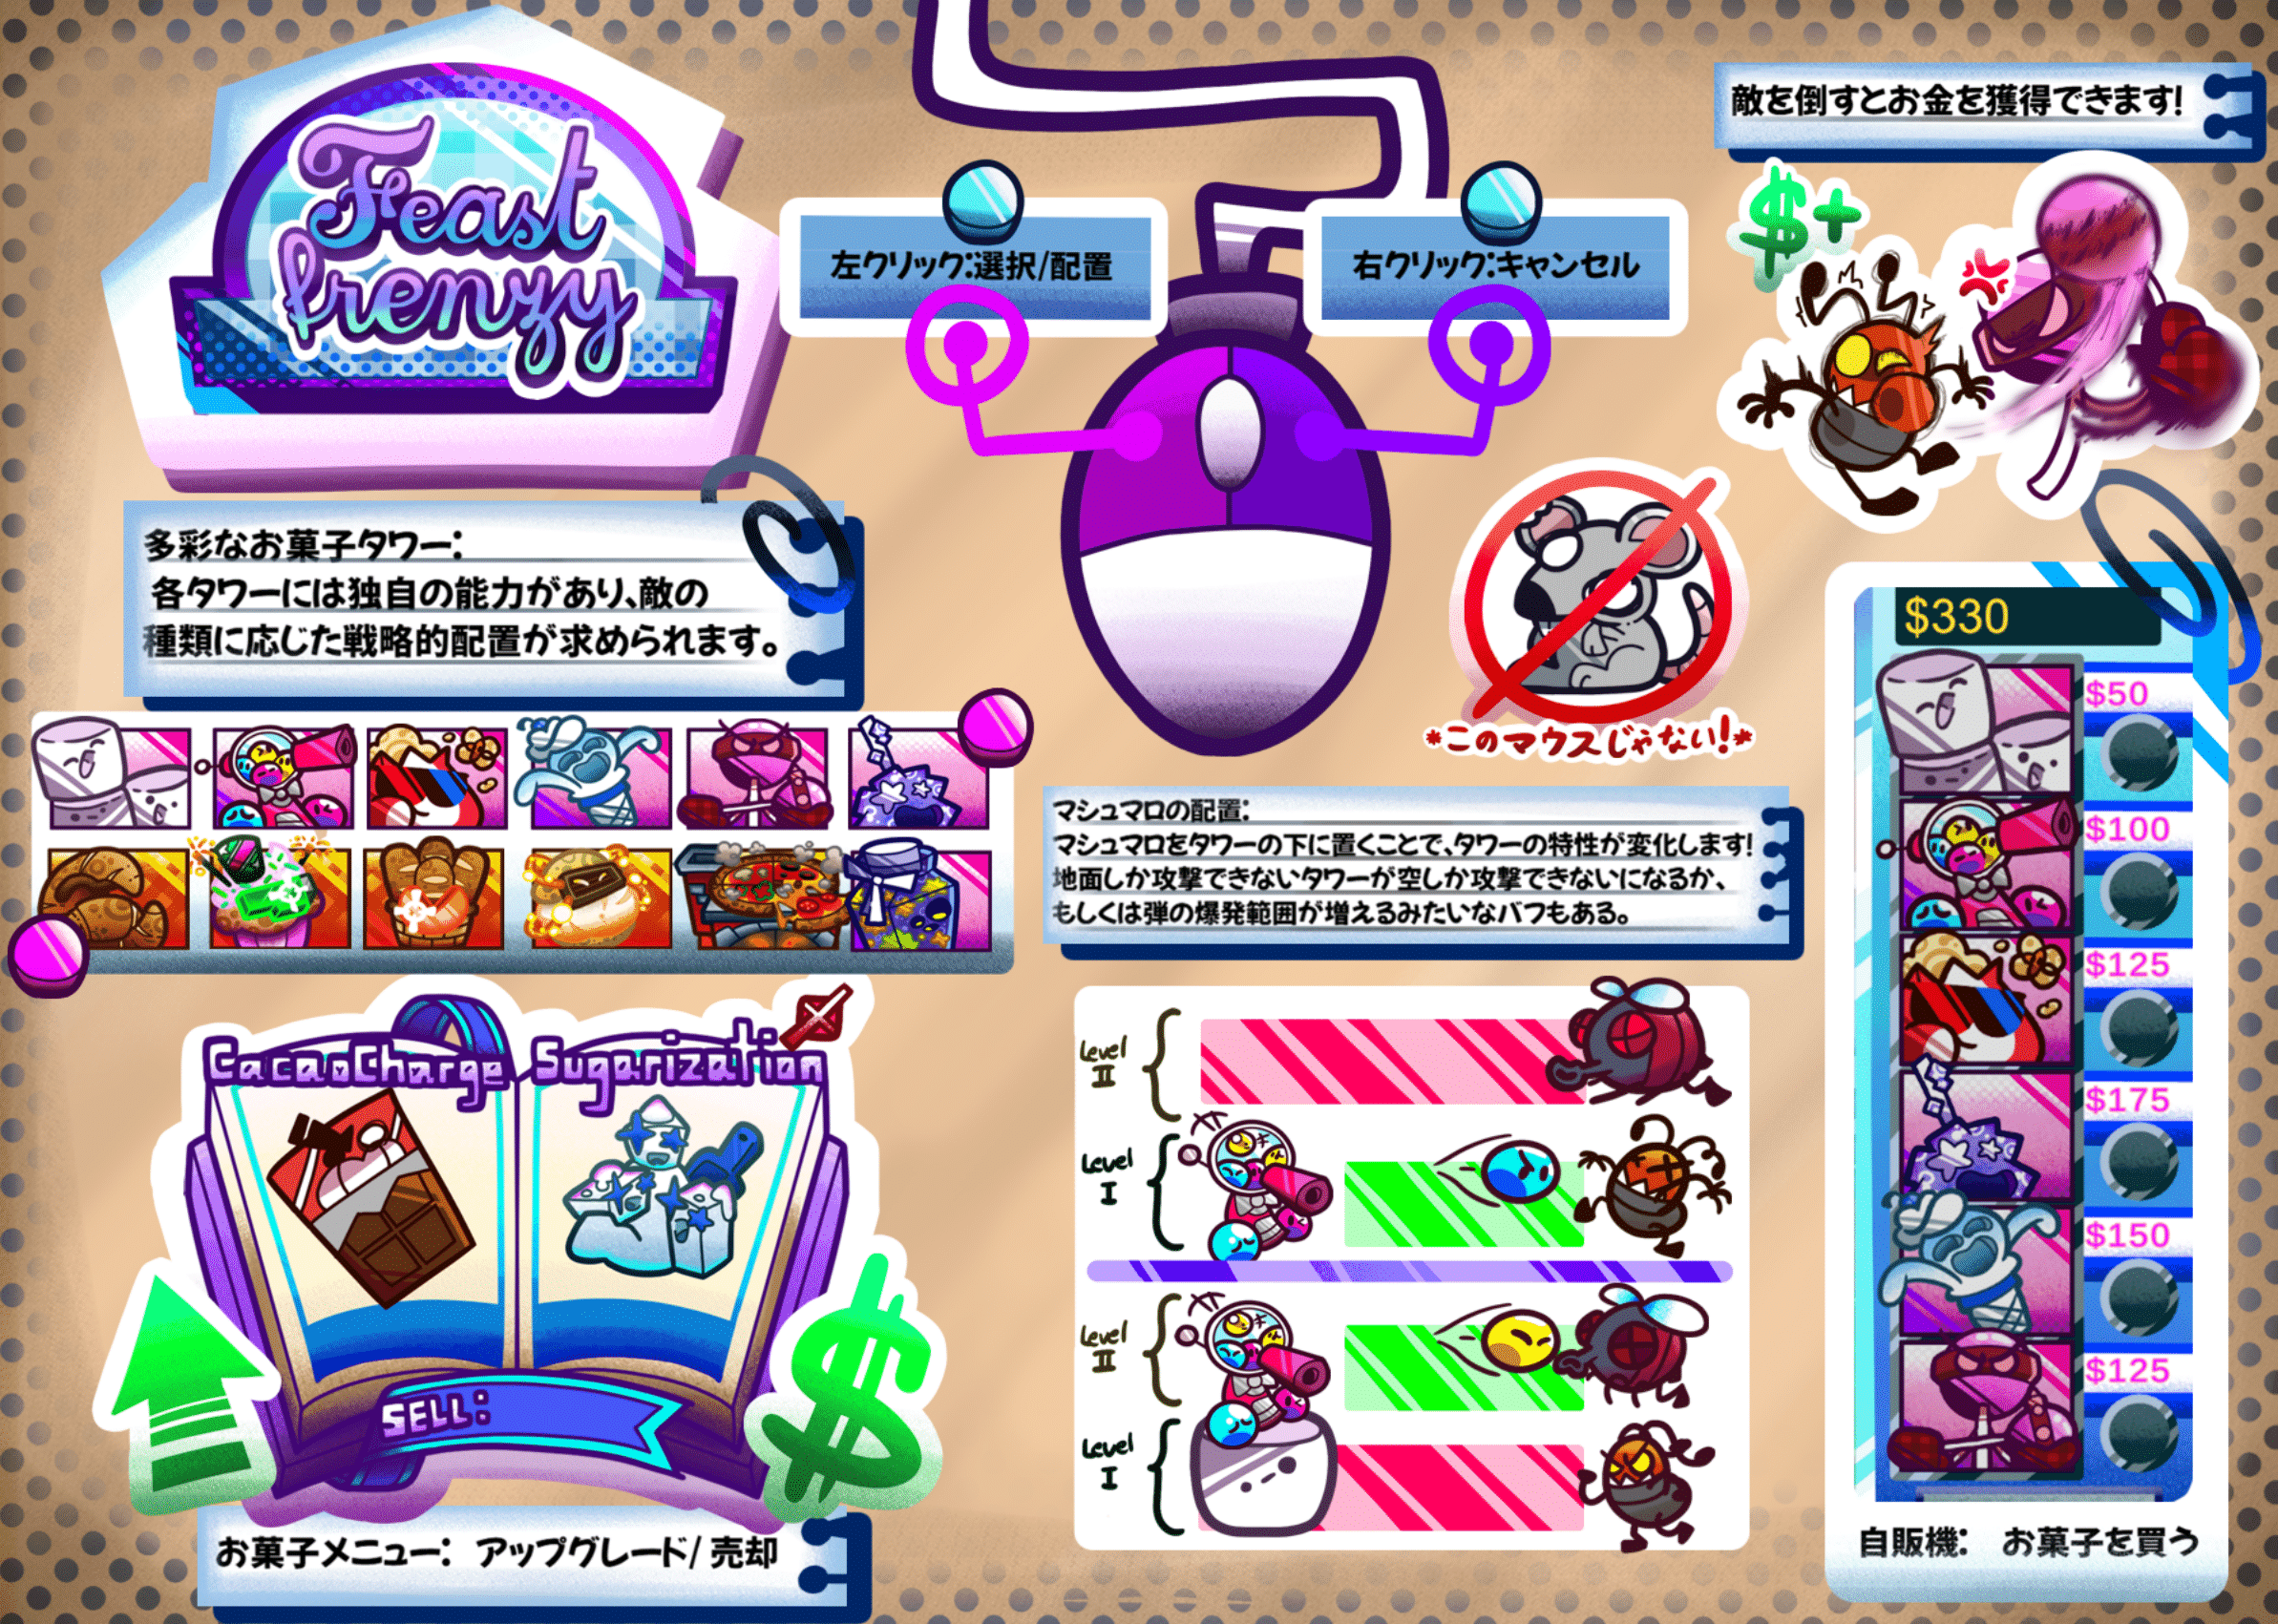 Feast
frenzy
左クリック:選択/配置
右クリック:キャンセル
敵を倒すとお金を獲得できます!
$+
多彩なお菓子タワー:
各タワーには独自の能力があり、敵の
種類に応じた戦略的配置が求められます。
*このマウスじゃない!*
マシュマロの配置:
マシュマロをタワーの下に置くことで、タワーの特性が変化します!
地面しか攻撃できないタワーが空しか攻撃できないになるか、
もしくは弾の爆発範囲が増えるみたいなバフもある。
Level
II
Level
I
Level
II
Level
I
CacaoCharge
Sugarization
SELL:
$
お菓子メニュー: アップグレード/ 売却
$330
$50
$100
$125
$175
$150
$125
自販機: お菓子を買う